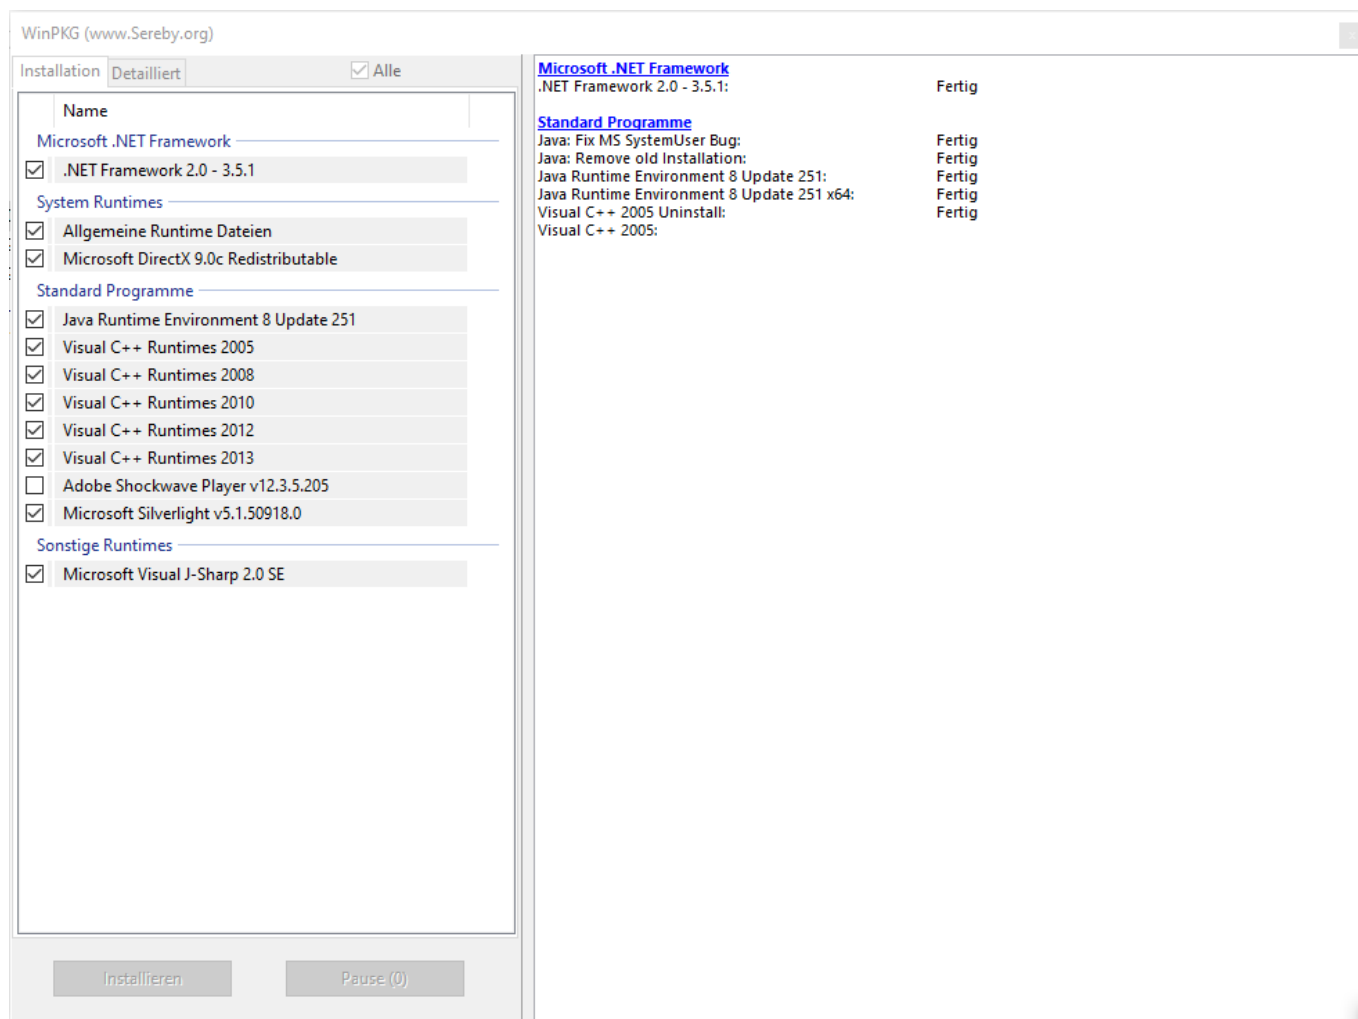 WinPKG (www.Sereby.org)
Installation Detailliert Alle
Name
Microsoft .NET Framework
.NET Framework 2.0 - 3.5.1
System Runtimes
Allgemeine Runtime Dateien
Microsoft DirectX 9.0c Redistributable
Standard Programme
Java Runtime Environment 8 Update 251
Visual C++ Runtimes 2005
Visual C++ Runtimes 2008
Visual C++ Runtimes 2010
Visual C++ Runtimes 2012
Visual C++ Runtimes 2013
Adobe Shockwave Player v12.3.5.205
Microsoft Silverlight v5.1.50918.0
Sonstige Runtimes
Microsoft Visual J-Sharp 2.0 SE
Installieren Pause (0)
Microsoft .NET Framework
.NET Framework 2.0 - 3.5.1: Fertig
Standard Programme
Java: Fix MS SystemUser Bug: Fertig
Java: Remove old Installation: Fertig
Java Runtime Environment 8 Update 251: Fertig
Java Runtime Environment 8 Update 251 x64: Fertig
Visual C++ 2005 Uninstall: Fertig
Visual C++ 2005: